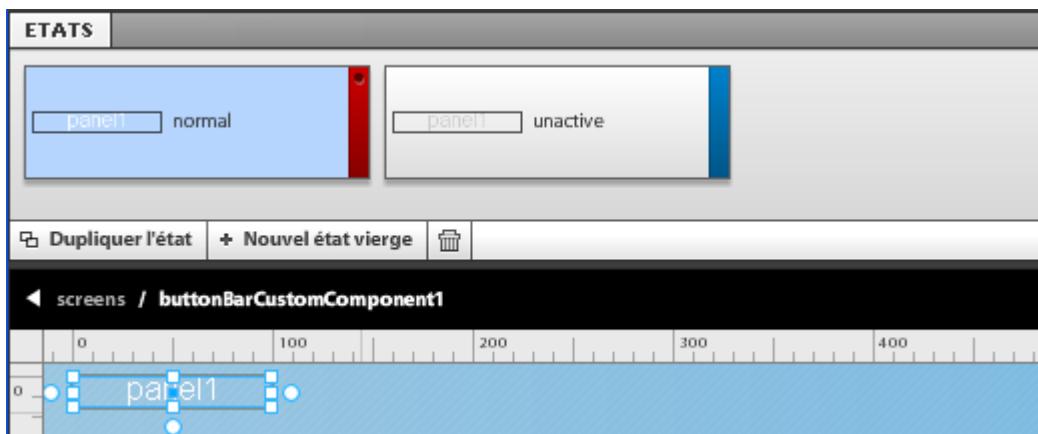 ETATS
panel1 normal
panel1 unactive
Dupliquer l'état + Nouvel état vierge
screens / buttonBarCustomComponent1
0 100 200 300 400
0
panel1